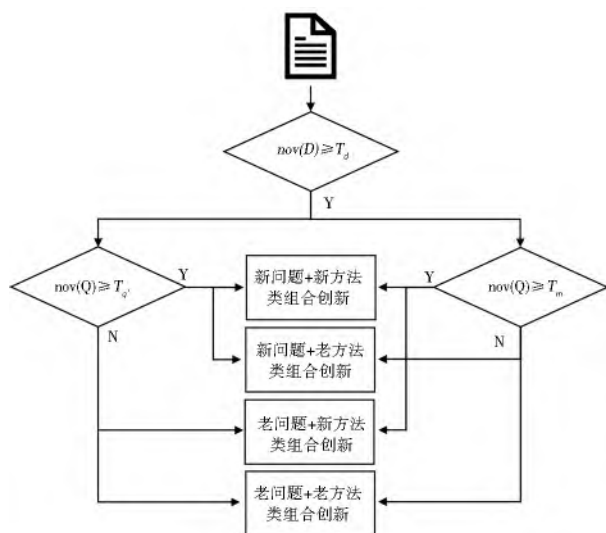 nov(D)≥T_d
Y
nov(Q)≥T_q'
Y
新问题+新方法
类组合创新
Y
nov(Q)≥T_m
N
新问题+老方法
类组合创新
N
老问题+新方法
类组合创新
老问题+老方法
类组合创新